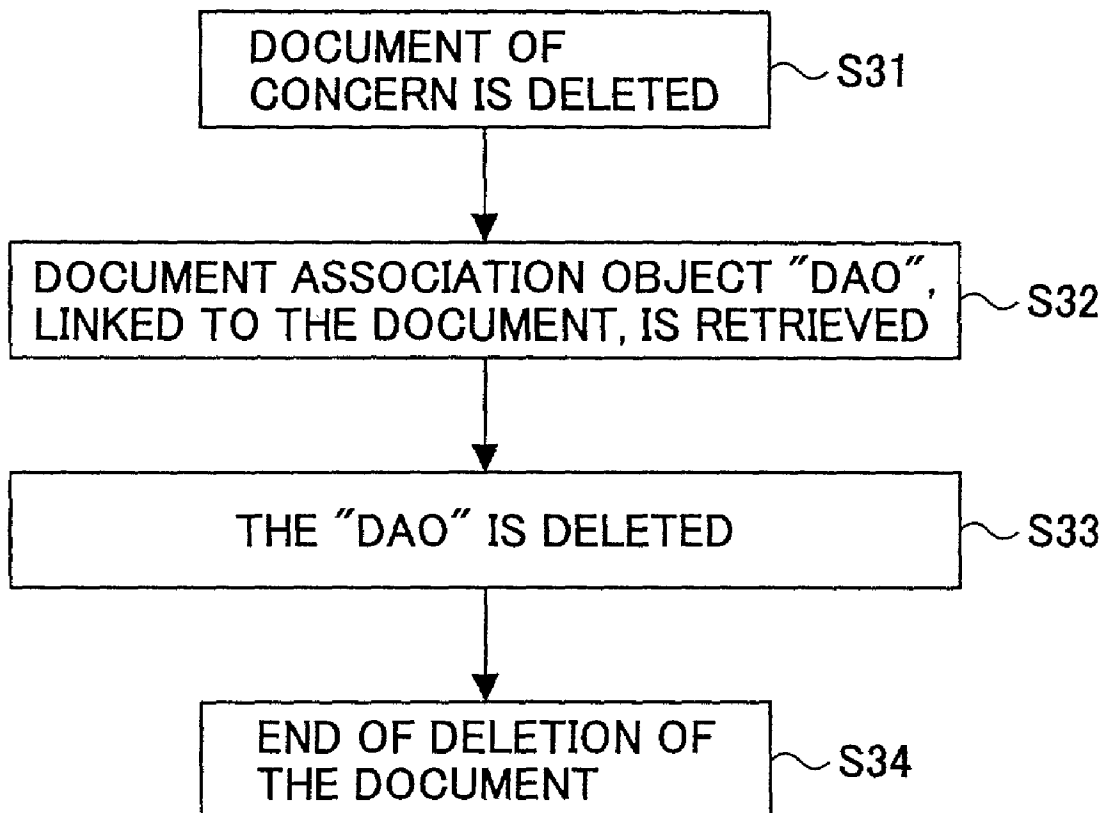 DOCUMENT OF
CONCERN IS DELETED
S31
DOCUMENT ASSOCIATION OBJECT "DAO",
LINKED TO THE DOCUMENT, IS RETRIEVED
S32
THE "DAO" IS DELETED
S33
END OF DELETION OF
THE DOCUMENT
S34